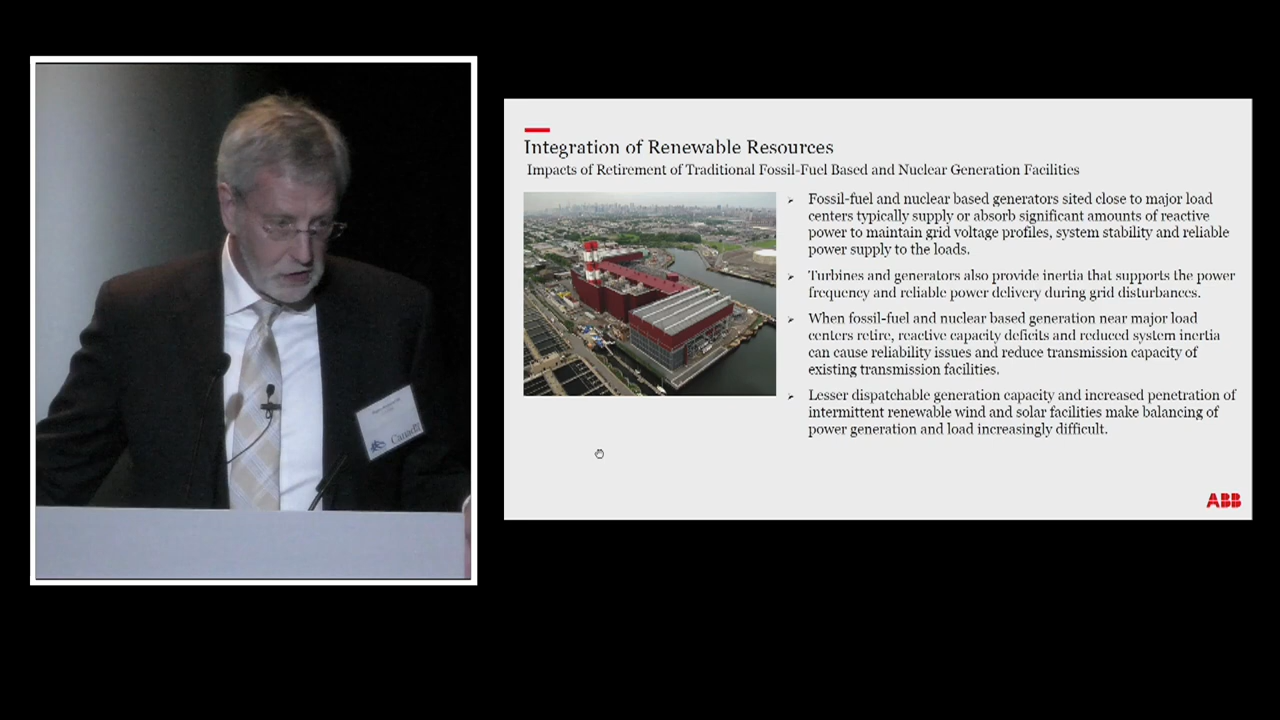 Integration of Renewable Resources
Impacts of Retirement of Traditional Fossil-Fuel Based and Nuclear Generation Facilities
Fossil-fuel and nuclear based generators sited close to major load
centers typically supply or absorb significant amounts of reactive
power to maintain grid voltage profiles, system stability and reliable
power supply to the loads.
Turbines and generators also provide inertia that supports the power
frequency and reliable power delivery during grid disturbances.
When fossil-fuel and nuclear based generation near major load
centers retire, reactive capacity deficits and reduced system inertia
can cause reliability issues and reduce transmission capacity of
existing transmission facilities.
Lesser dispatchable generation capacity and increased penetration of
intermittent renewable wind and solar facilities make balancing of
power generation and load increasingly difficult.
ABB
Canada